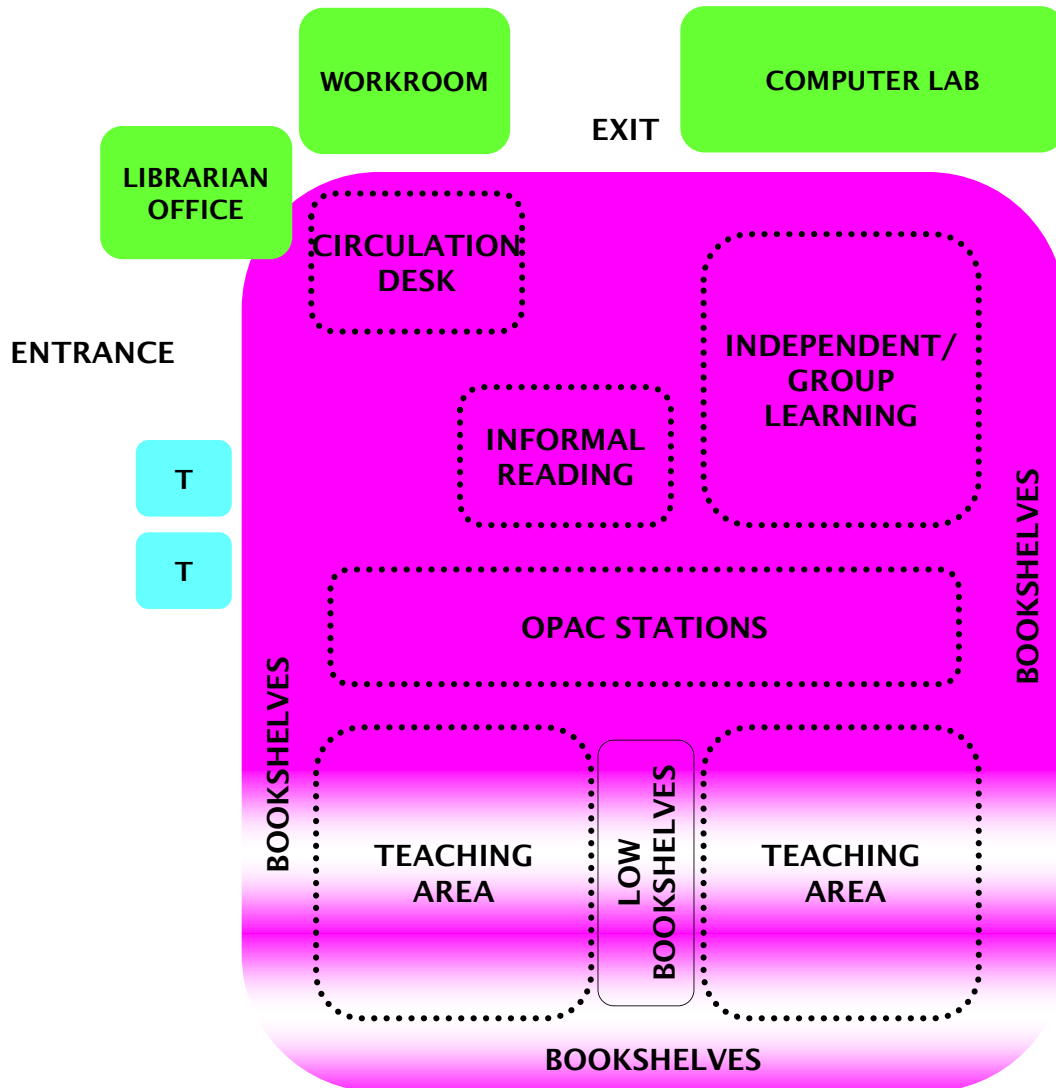 WORKROOM
COMPUTER LAB
EXIT
LIBRARIAN
OFFICE
CIRCULATION
DESK
ENTRANCE
INDEPENDENT/
GROUP
LEARNING
INFORMAL
READING
T
T
BOOKSHELVES
OPAC STATIONS
BOOKSHELVES
TEACHING
AREA
LOW
BOOKSHELVES
TEACHING
AREA
BOOKSHELVES